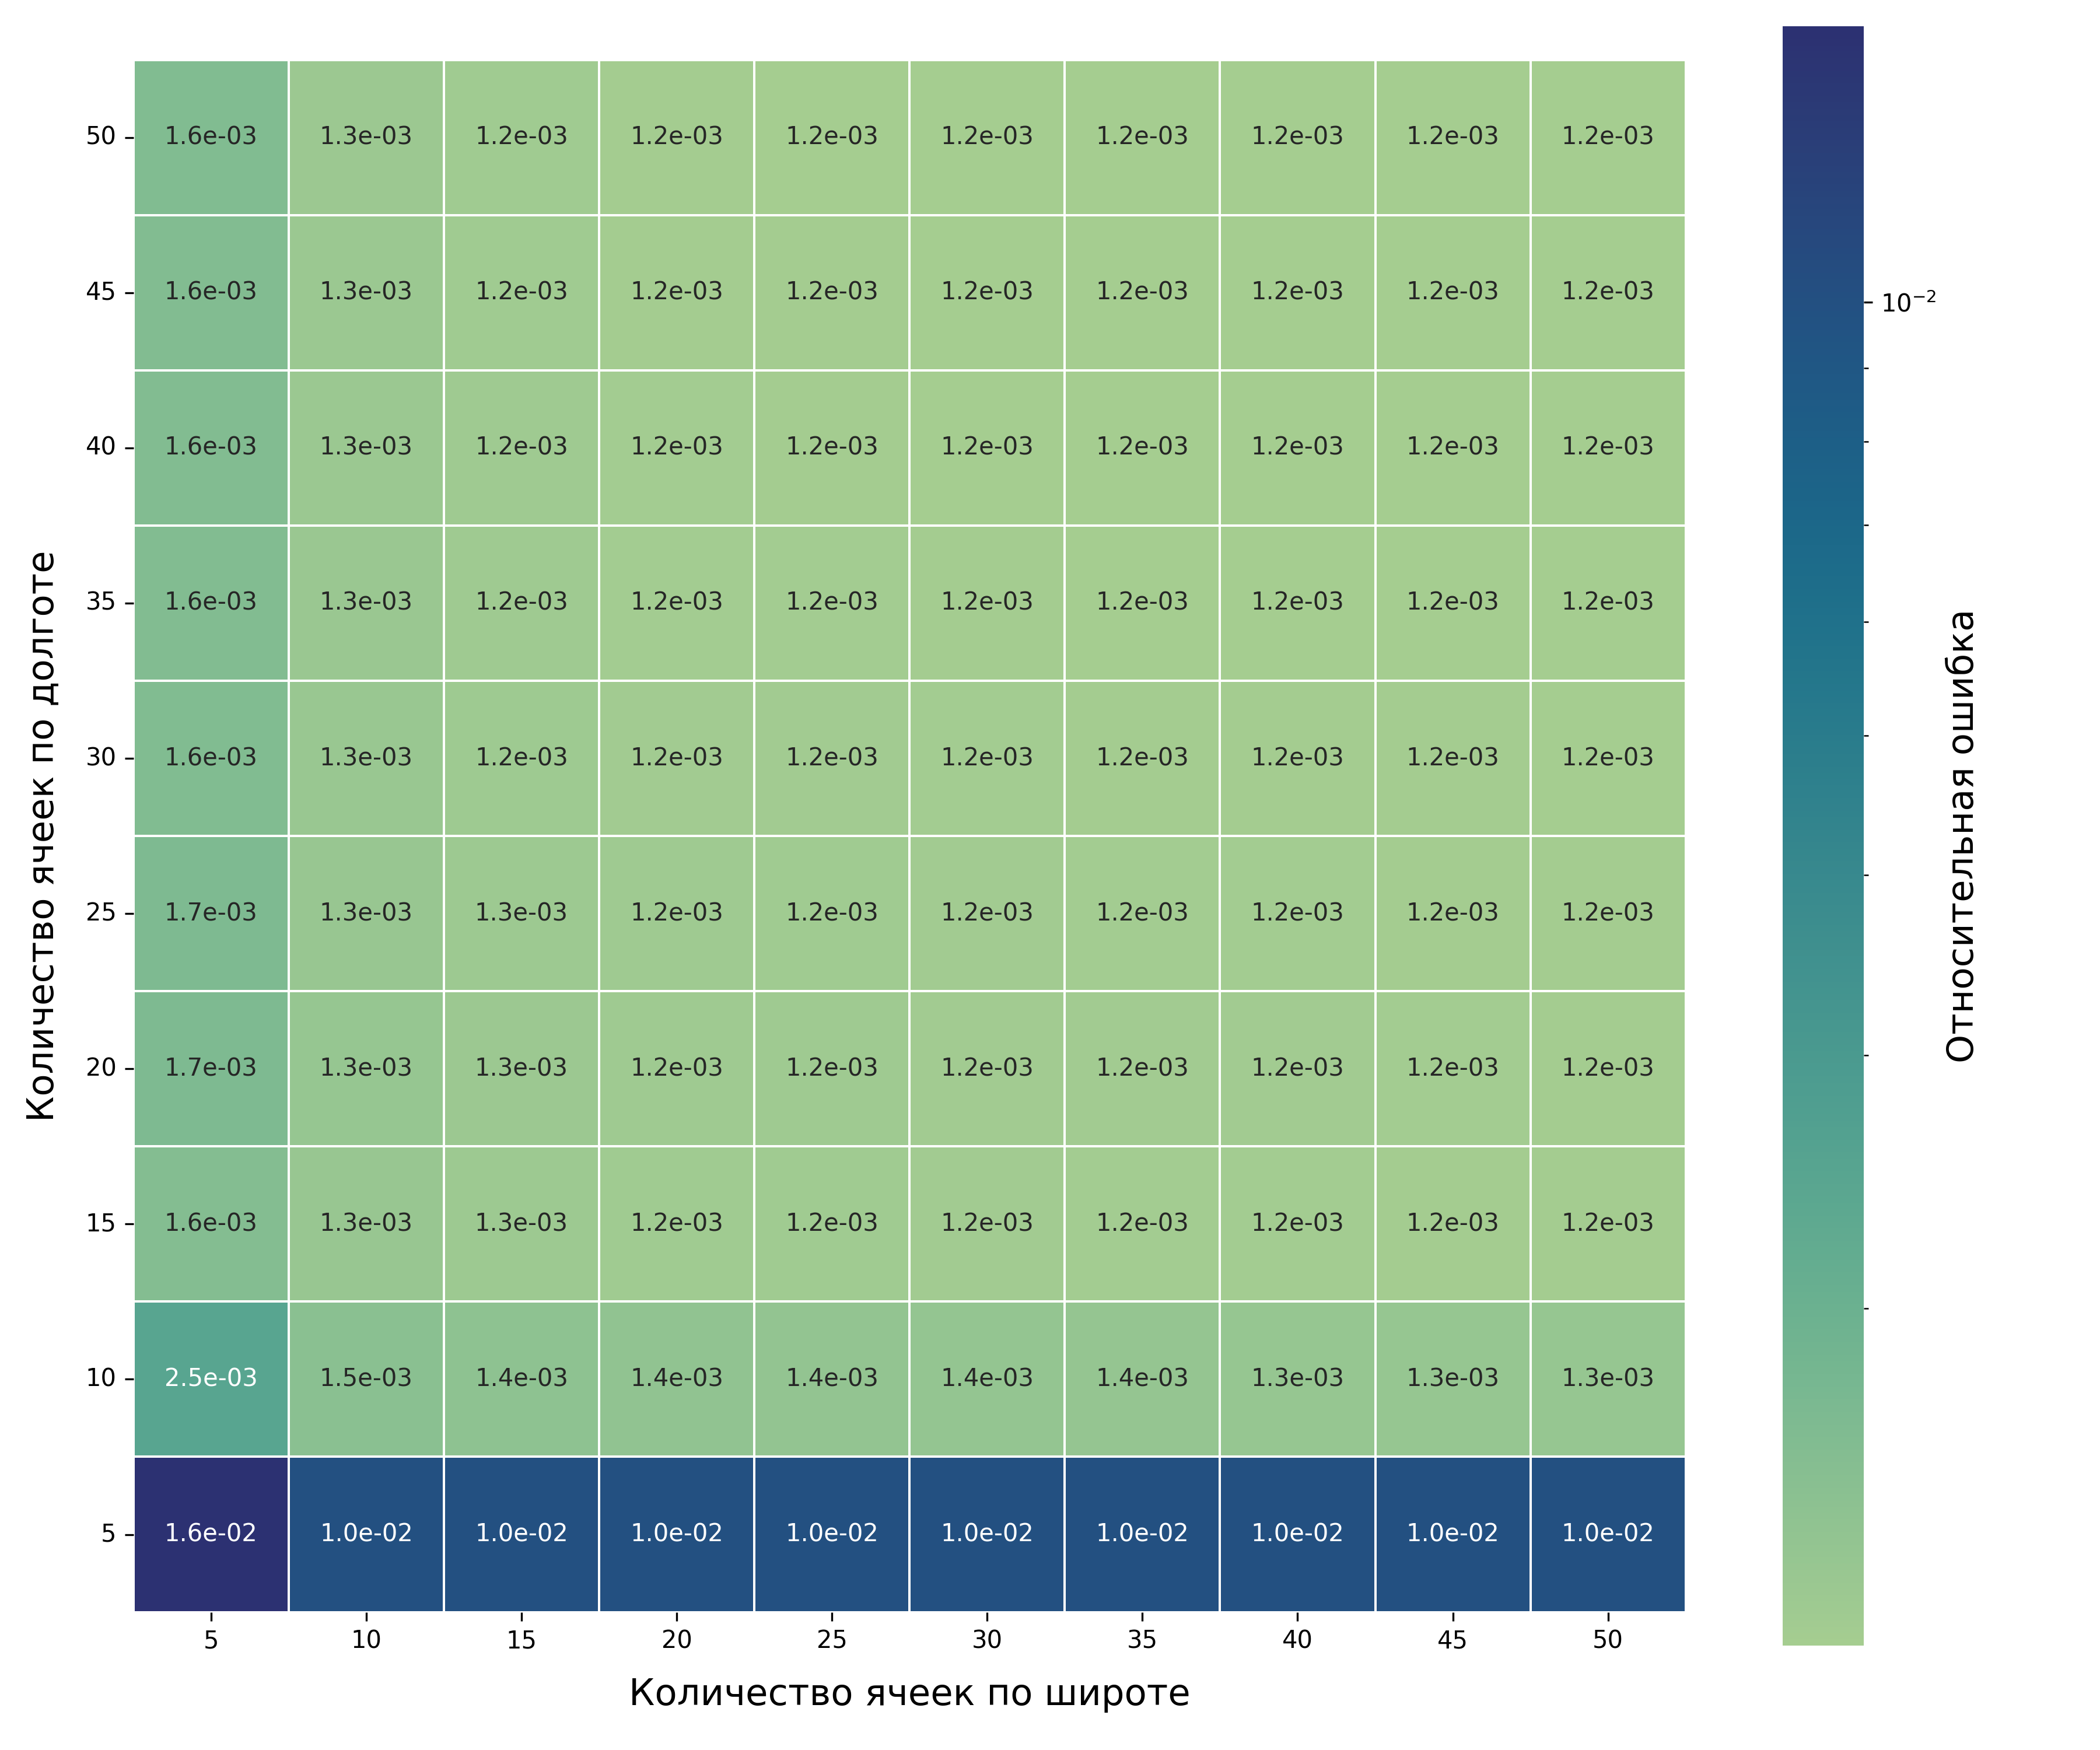 Количество ячеек по долготе
50 1.6e-03 1.3e-03 1.2e-03 1.2e-03 1.2e-03 1.2e-03 1.2e-03 1.2e-03 1.2e-03 1.2e-03
45 1.6e-03 1.3e-03 1.2e-03 1.2e-03 1.2e-03 1.2e-03 1.2e-03 1.2e-03 1.2e-03 1.2e-03
40 1.6e-03 1.3e-03 1.2e-03 1.2e-03 1.2e-03 1.2e-03 1.2e-03 1.2e-03 1.2e-03 1.2e-03
35 1.6e-03 1.3e-03 1.2e-03 1.2e-03 1.2e-03 1.2e-03 1.2e-03 1.2e-03 1.2e-03 1.2e-03
30 1.6e-03 1.3e-03 1.2e-03 1.2e-03 1.2e-03 1.2e-03 1.2e-03 1.2e-03 1.2e-03 1.2e-03
25 1.7e-03 1.3e-03 1.3e-03 1.2e-03 1.2e-03 1.2e-03 1.2e-03 1.2e-03 1.2e-03 1.2e-03
20 1.7e-03 1.3e-03 1.3e-03 1.2e-03 1.2e-03 1.2e-03 1.2e-03 1.2e-03 1.2e-03 1.2e-03
15 1.6e-03 1.3e-03 1.3e-03 1.2e-03 1.2e-03 1.2e-03 1.2e-03 1.2e-03 1.2e-03 1.2e-03
10 2.5e-03 1.5e-03 1.4e-03 1.4e-03 1.4e-03 1.4e-03 1.4e-03 1.3e-03 1.3e-03 1.3e-03
5 1.6e-02 1.0e-02 1.0e-02 1.0e-02 1.0e-02 1.0e-02 1.0e-02 1.0e-02 1.0e-02 1.0e-02
5 10 15 20 25 30 35 40 45 50
Количество ячеек по широте
10⁻²
Относительная ошибка